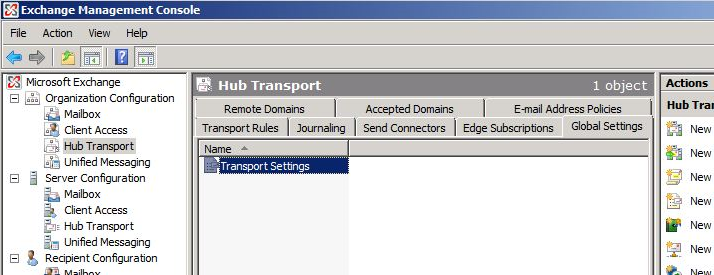 Exchange Management Console
File Action View Help
Microsoft Exchange
Organization Configuration
Mailbox
Client Access
Hub Transport
Unified Messaging
Server Configuration
Mailbox
Client Access
Hub Transport
Unified Messaging
Recipient Configuration
Mailbox
Hub Transport 1 object
Remote Domains Accepted Domains E-mail Address Policies
Transport Rules Journaling Send Connectors Edge Subscriptions Global Settings
Name
Transport Settings
Actions
Hub Tran
New
New
New
New
New
New
New